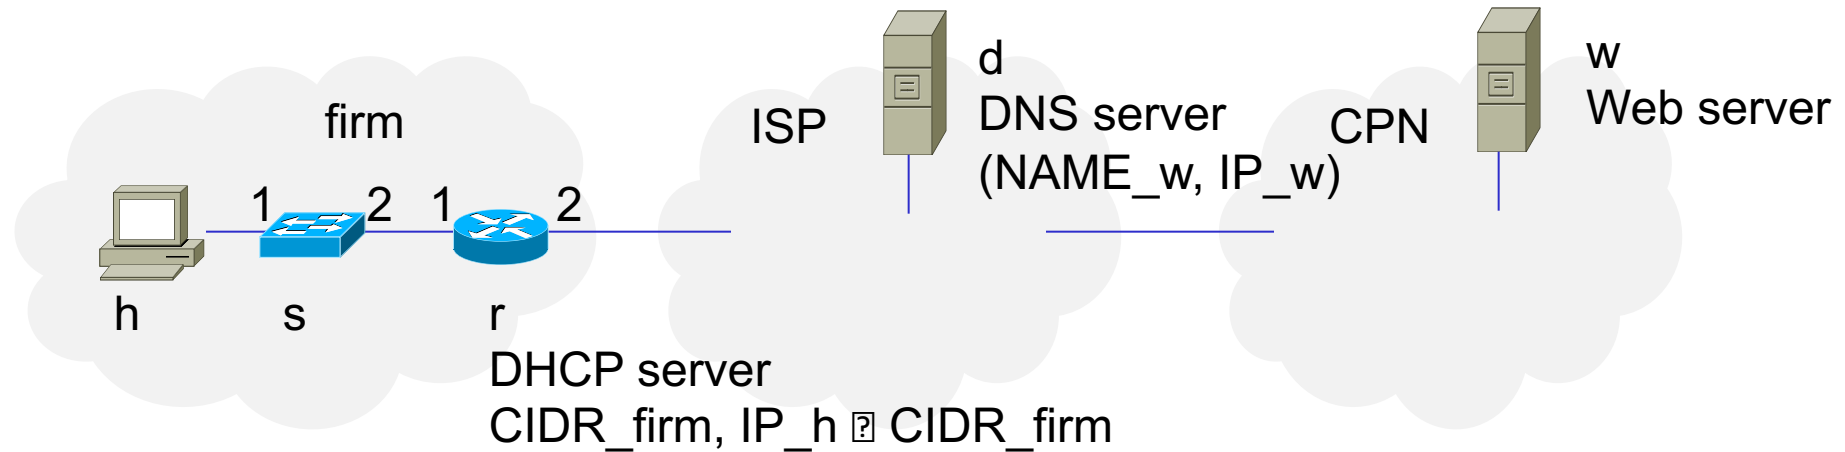 firm
1
2
1
2
h
s
r
DHCP server
CIDR_firm, IP_h ⍰ CIDR_firm
ISP
d
DNS server
(NAME_w, IP_w)
CPN
w
Web server